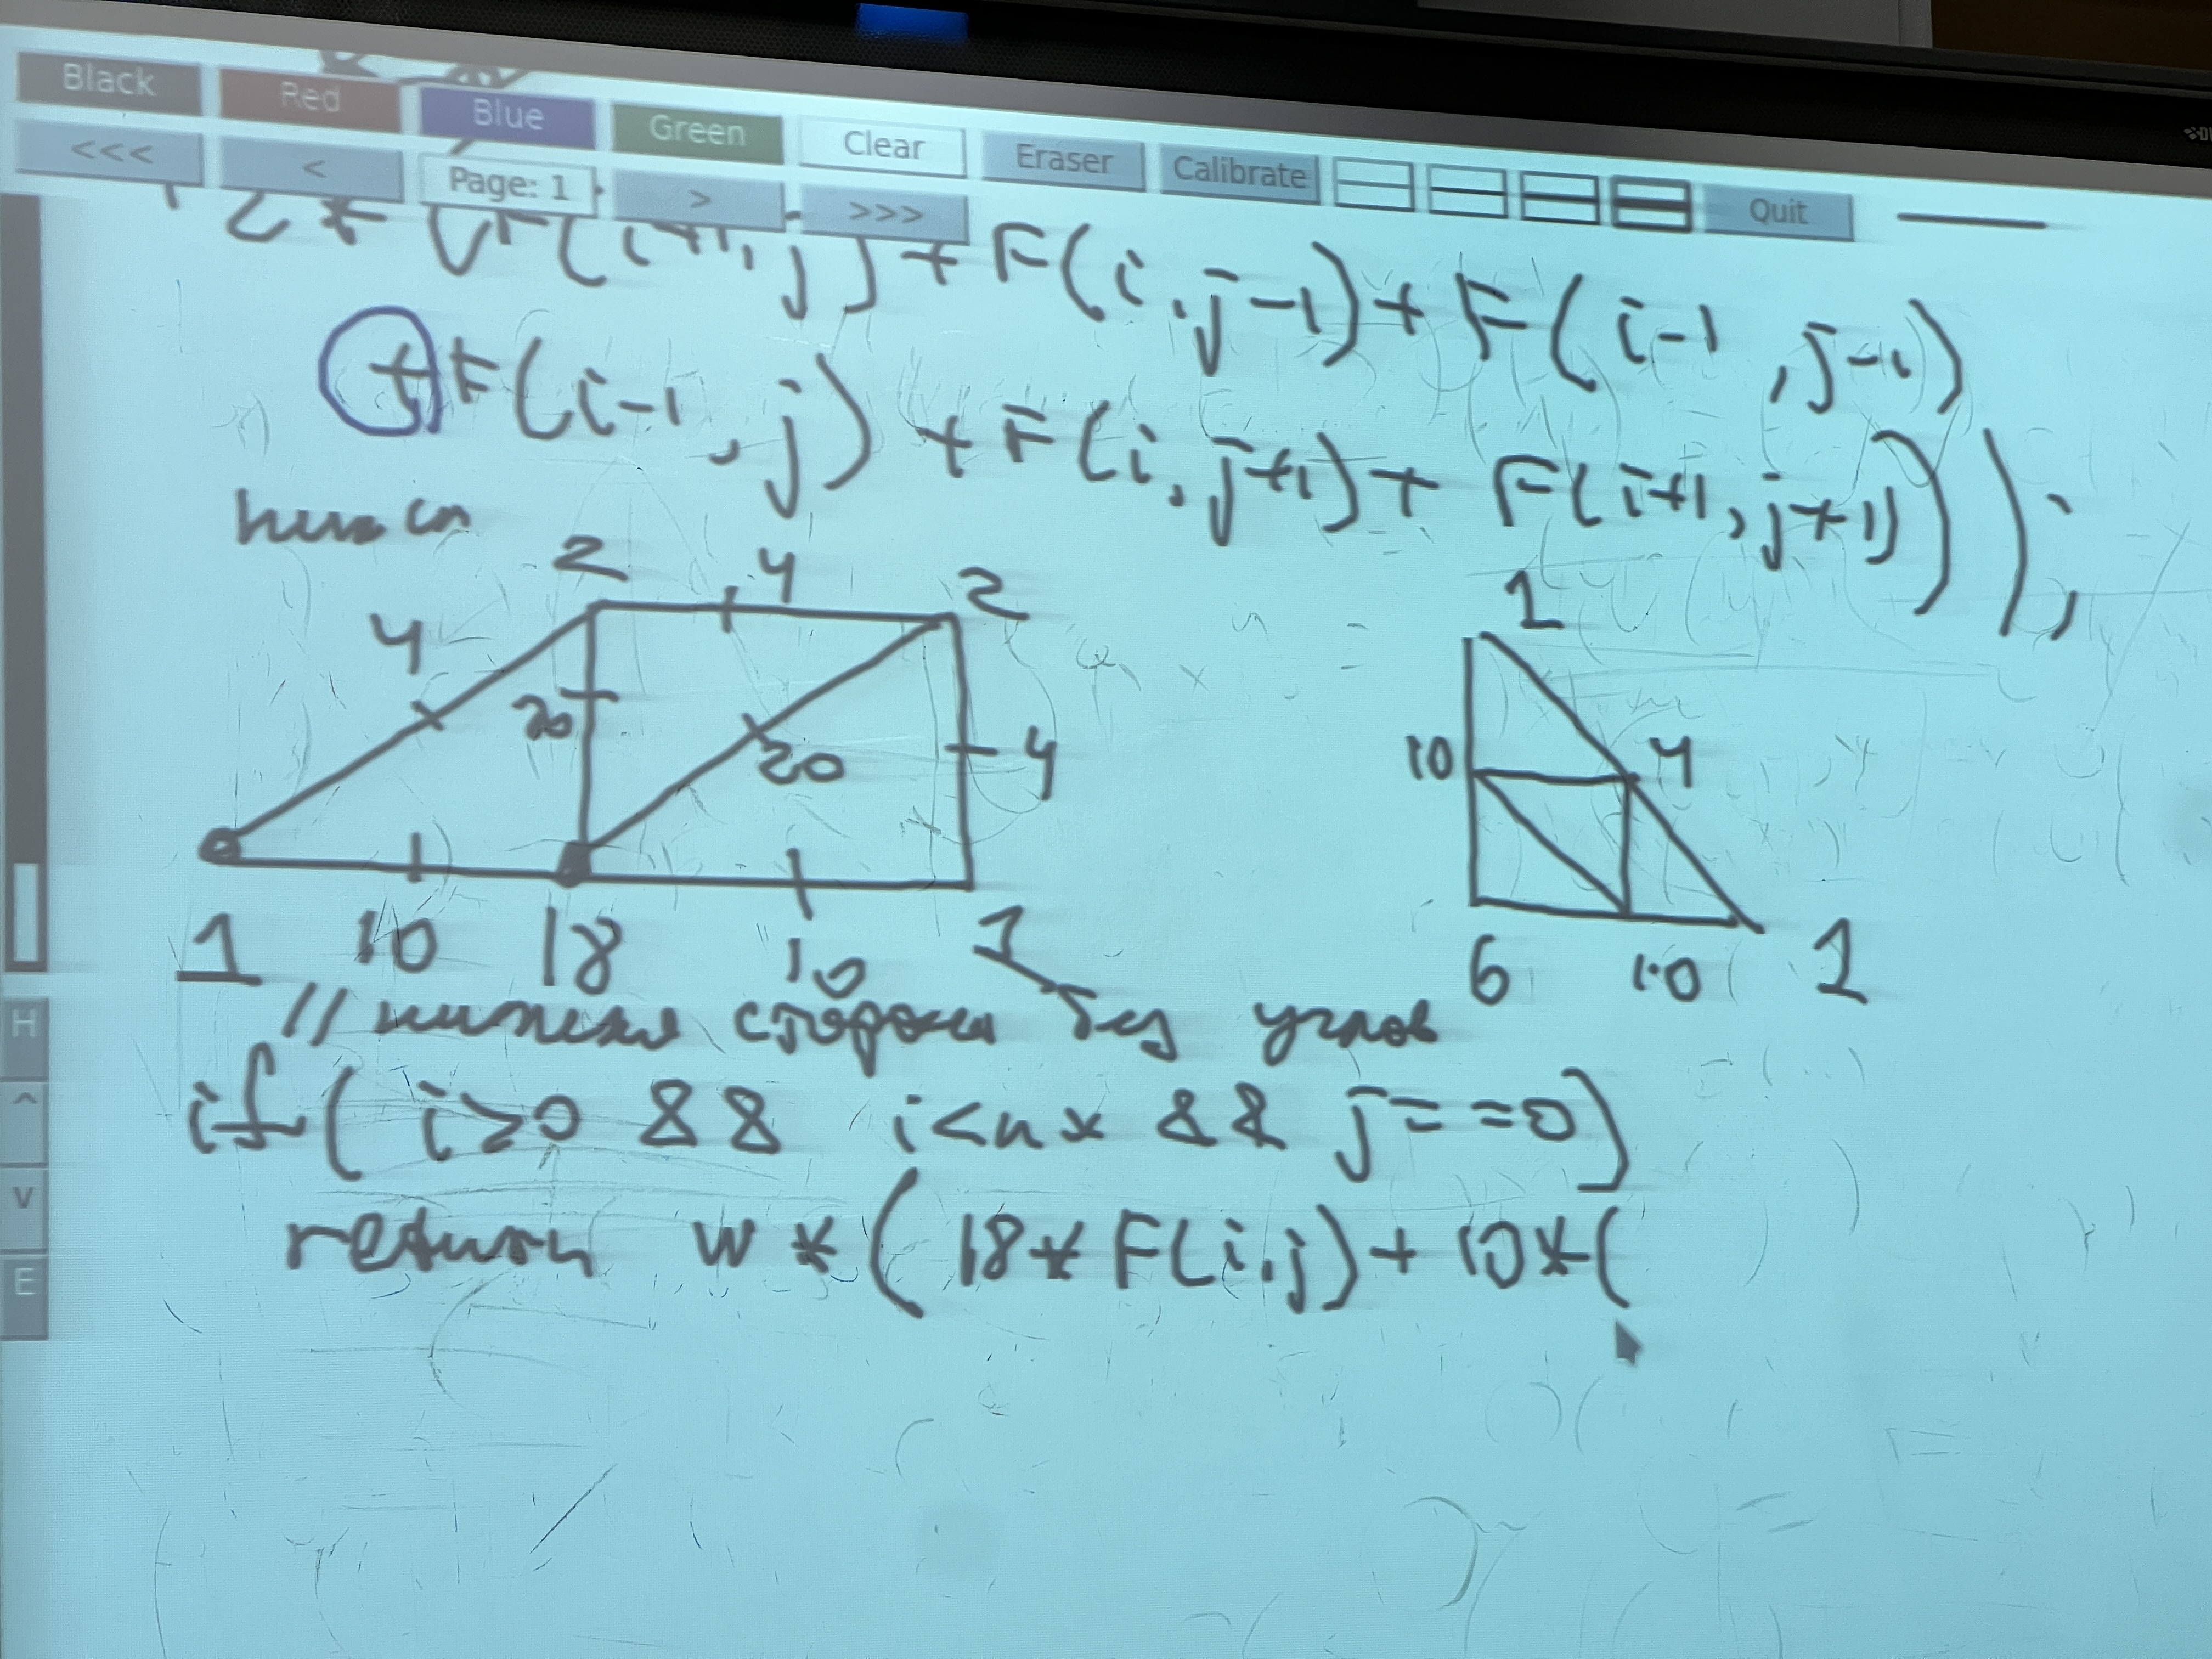 Black Red Blue Green Clear Eraser Calibrate Quit
<<< < Page: 1 > >>>
2*(F(i+1,j)+F(i,j-1)+F(i-1,j-1)
+F(i-1,j)+F(i,j+1)+F(i+1,j+1)));
2 4 2
1
4
20
20
4
10
4
1 10 18 10 1
6 10 1
// нижняя сторона без углов
if( i>0 && i<nx && j==0)
return w*(18*F(i,j)+10*(
H
^
V
E